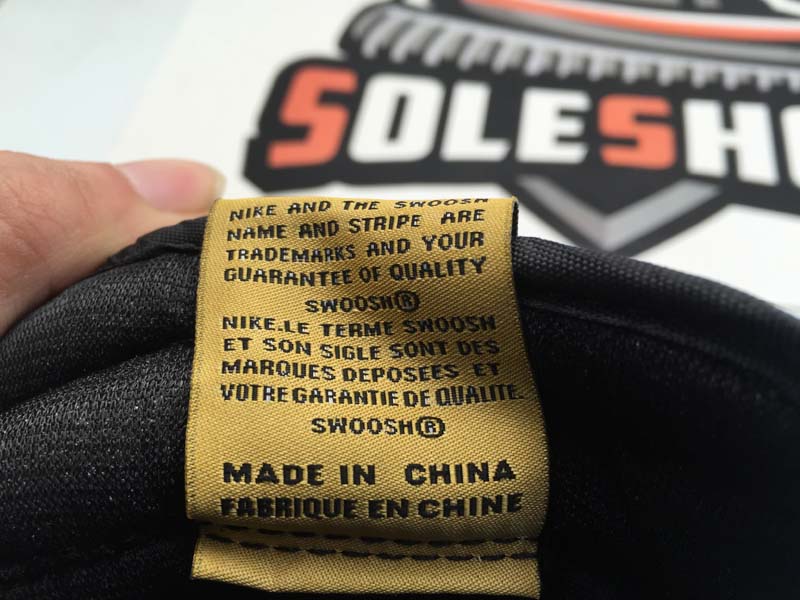 SOLESH
NIKE AND THE SWOOSH
NAME AND STRIPE ARE
TRADEMARKS AND YOUR
GUARANTEE OF QUALITY
SWOOSH®
NIKE.LE TERME SWOOSH
ET SON SIGLE SONT DES
MARQUES DEPOSEES ET
VOTRE GARANTIE DE QUALITE.
SWOOSH®
MADE IN CHINA
FABRIQUE EN CHINE